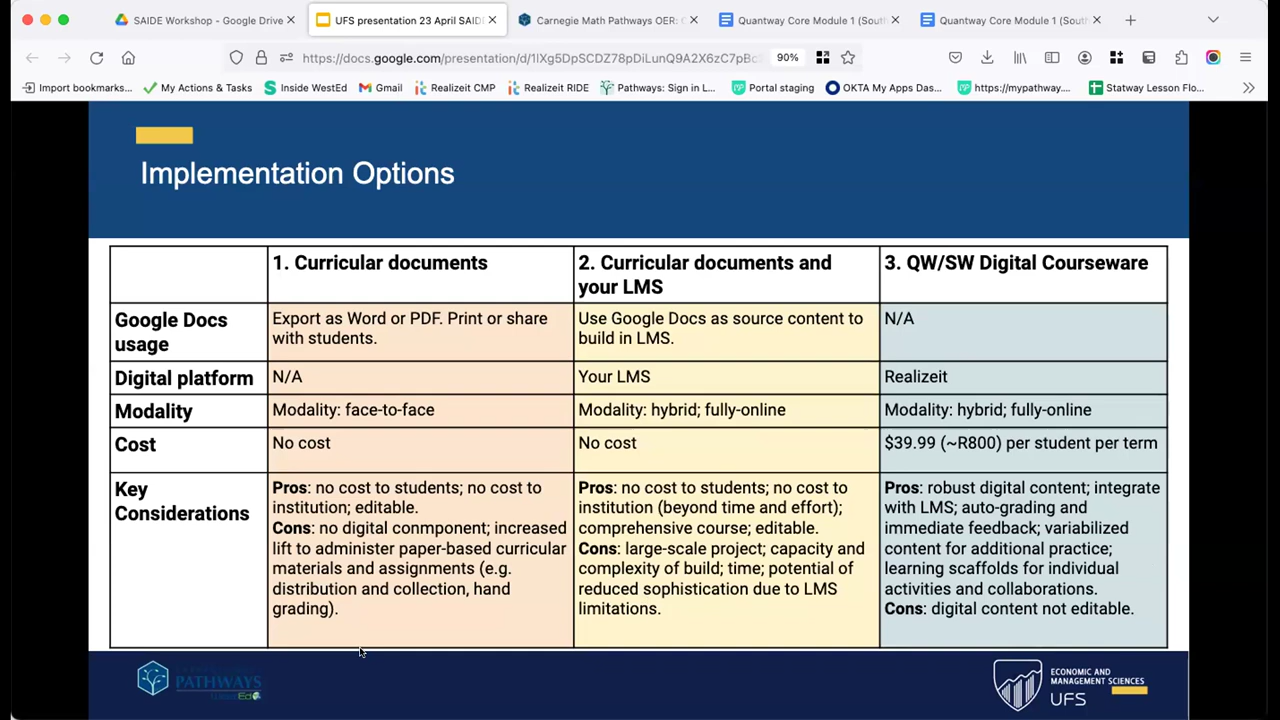 SAIDE Workshop - Google Drive
UFS presentation 23 April SAID
Carnegie Math Pathways OER:
Quantway Core Module 1 (Sout
Quantway Core Module 1 (Sout
https://docs.google.com/presentation/d/1lXg5DpSCDZ78pDiLunQ9A2X6zC7pBc
90%
Import bookmarks...
My Actions & Tasks
Inside WestEd
Gmail
Realizeit CMP
Realizeit RIDE
Pathways: Sign in L...
Portal staging
OKTA My Apps Das...
https://mypathway....
Statway Lesson Flo...
Implementation Options
1. Curricular documents
2. Curricular documents and
your LMS
3. QW/SW Digital Courseware
Google Docs
usage
Export as Word or PDF. Print or share
with students.
Use Google Docs as source content to
build in LMS.
N/A
Digital platform
N/A
Your LMS
Realizeit
Modality
Modality: face-to-face
Modality: hybrid; fully-online
Modality: hybrid; fully-online
Cost
No cost
No cost
$39.99 (~R800) per student per term
Key
Considerations
Pros: no cost to students; no cost to
institution; editable.
Cons: no digital conmponent; increased
lift to administer paper-based curricular
materials and assignments (e.g.
distribution and collection, hand
grading).
Pros: no cost to students; no cost to
institution (beyond time and effort);
comprehensive course; editable.
Cons: large-scale project; capacity and
complexity of build; time; potential of
reduced sophistication due to LMS
limitations.
Pros: robust digital content; integrate
with LMS; auto-grading and
immediate feedback; variabilized
content for additional practice;
learning scaffolds for individual
activities and collaborations.
Cons: digital content not editable.
PATHWAYS
ECONOMIC AND
MANAGEMENT SCIENCES
UFS